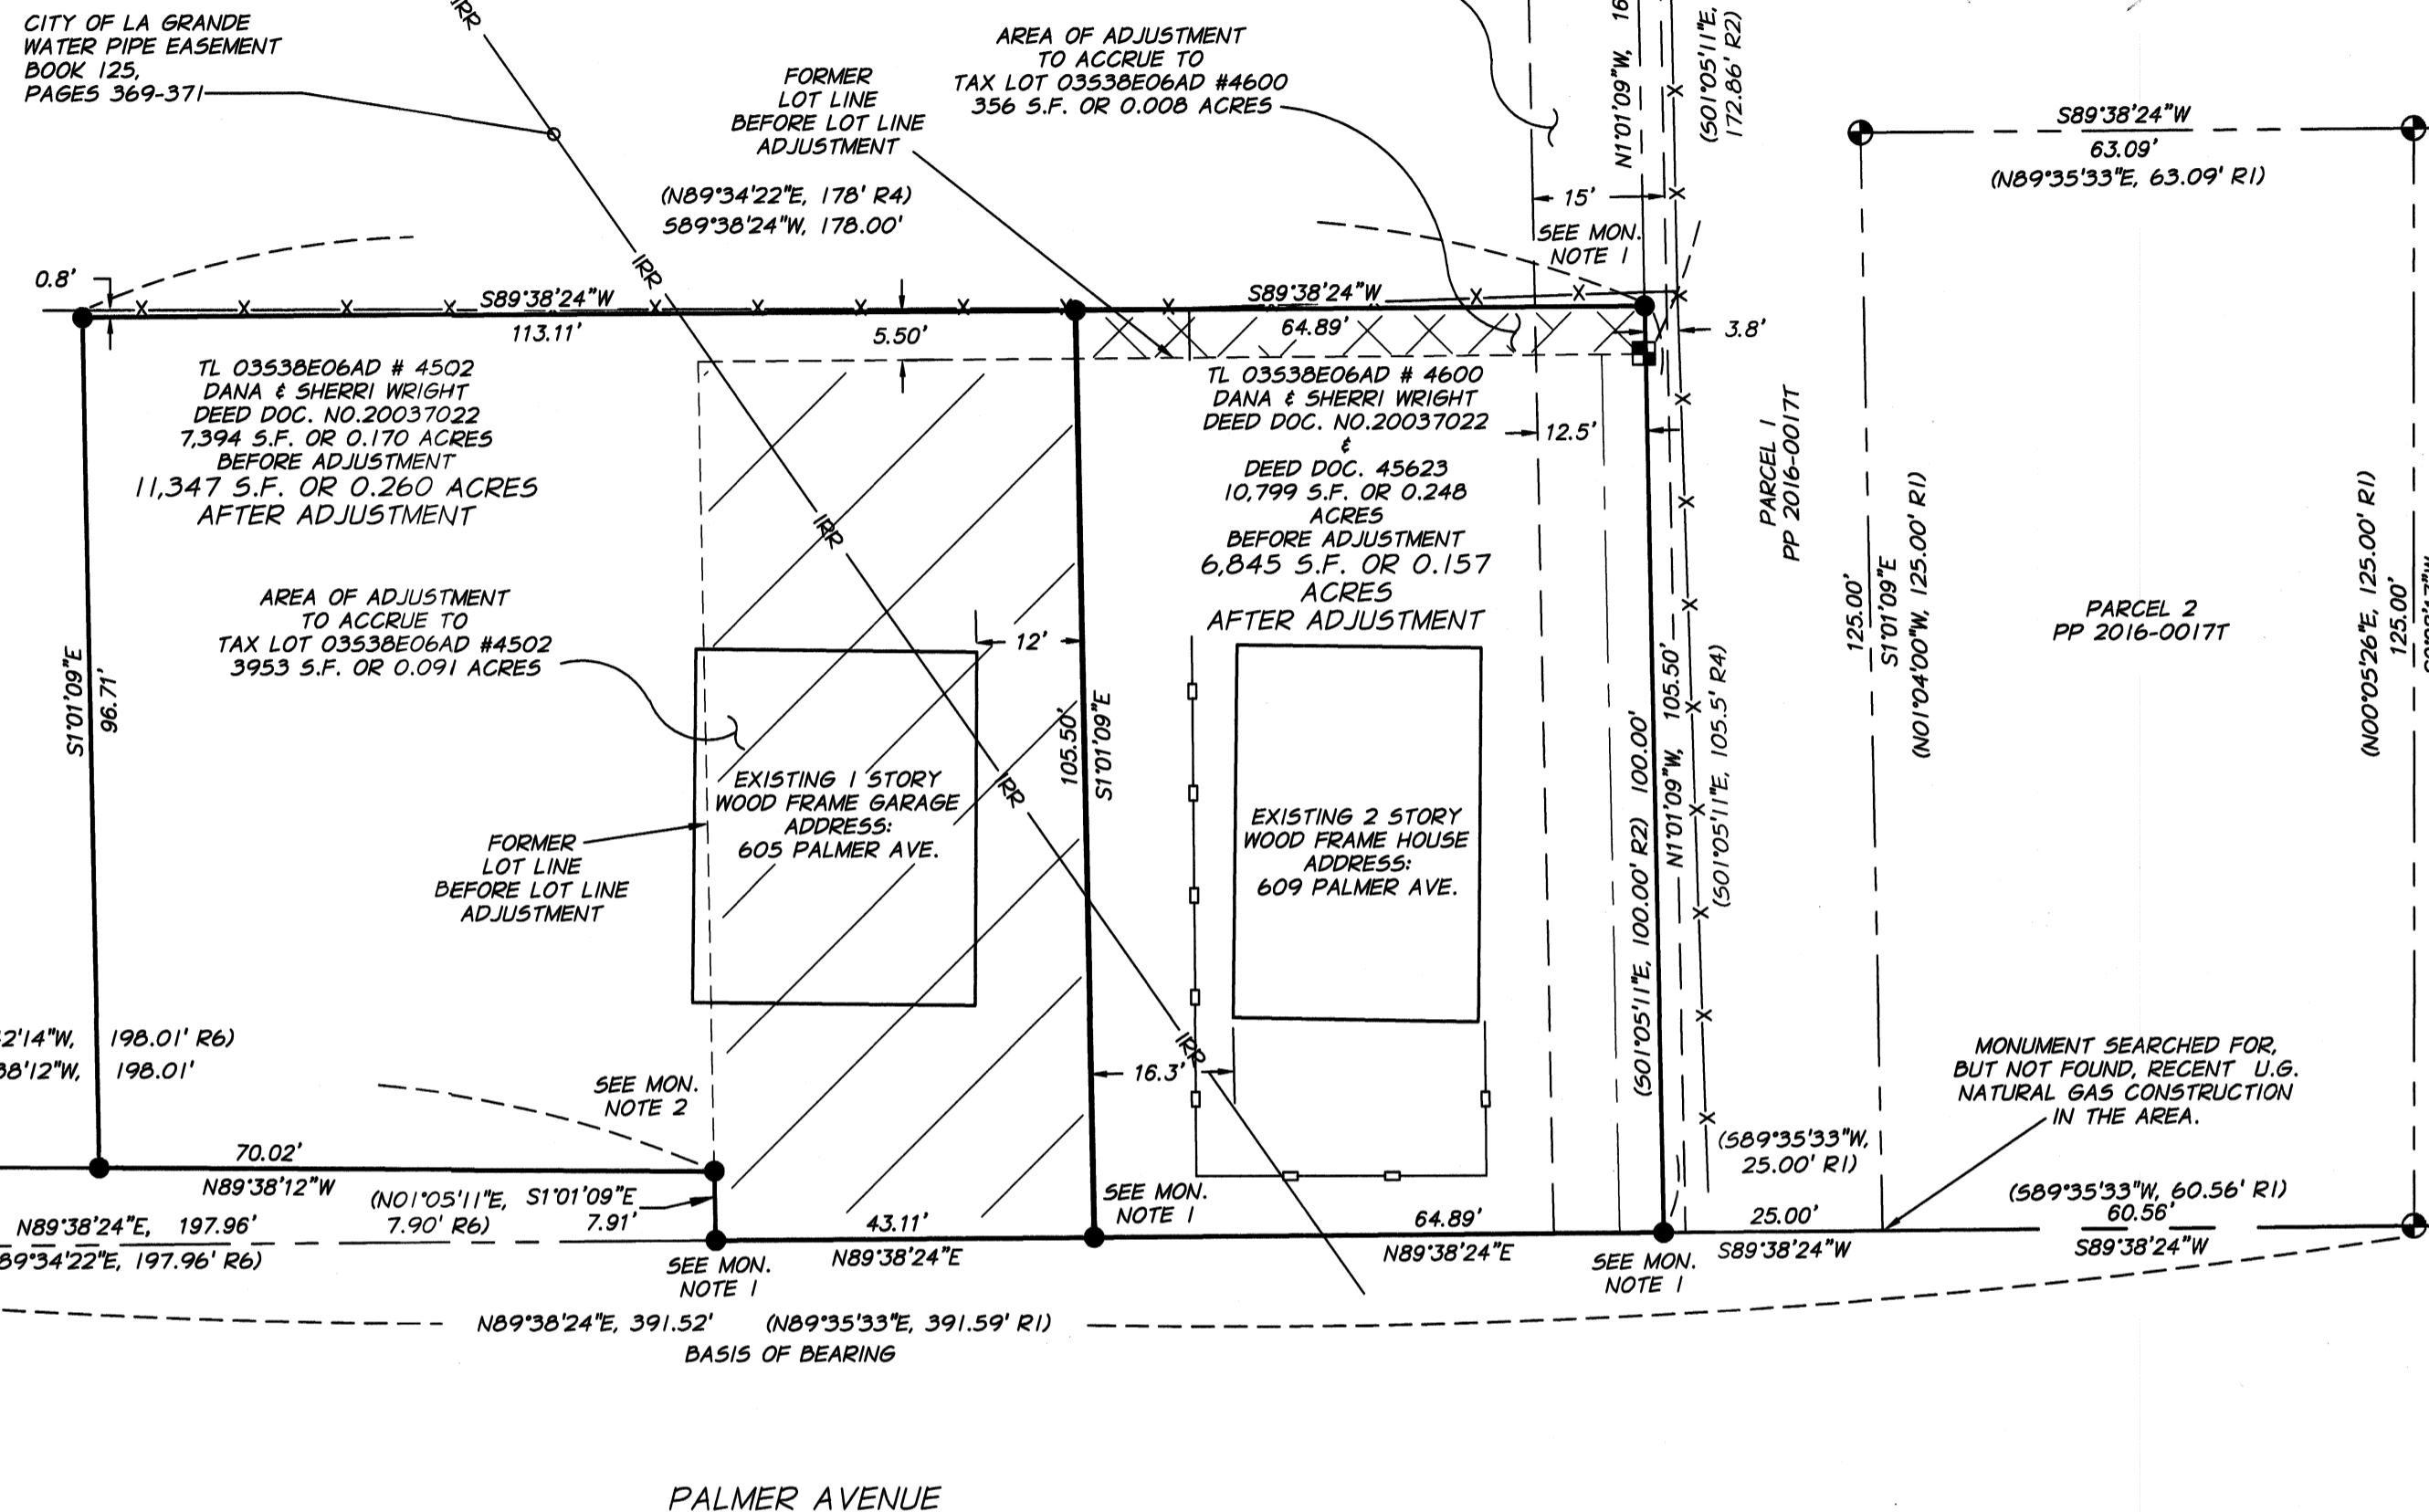 CITY OF LA GRANDE
WATER PIPE EASEMENT
BOOK 125,
PAGES 369-371
IRR
AREA OF ADJUSTMENT
TO ACCRUE TO
TAX LOT 03S38E06AD #4600
356 S.F. OR 0.008 ACRES
FORMER
LOT LINE
BEFORE LOT LINE
ADJUSTMENT
(N89°34'22"E, 178' R4)
S89°38'24"W, 178.00'
N1°01'09"W, 16
(S01°05'11"E,
172.86' R2)
15'
SEE MON.
NOTE 1
S89°38'24"W
63.09'
(N89°35'33"E, 63.09' R1)
0.8'
IRR
S89°38'24"W
113.11'
5.50'
S89°38'24"W
64.89'
3.8'
TL 03S38E06AD # 4502
DANA & SHERRI WRIGHT
DEED DOC. NO.20037022
7,394 S.F. OR 0.170 ACRES
BEFORE ADJUSTMENT
11,347 S.F. OR 0.260 ACRES
AFTER ADJUSTMENT
TL 03S38E06AD # 4600
DANA & SHERRI WRIGHT
DEED DOC. NO.20037022
&
DEED DOC. 45623
10,799 S.F. OR 0.248
ACRES
BEFORE ADJUSTMENT
6,845 S.F. OR 0.157
ACRES
AFTER ADJUSTMENT
12.5'
PARCEL 1
PP 2016-0017T
IRR
AREA OF ADJUSTMENT
TO ACCRUE TO
TAX LOT 03S38E06AD #4502
3953 S.F. OR 0.091 ACRES
12'
S1°01'09"E
96.71'
105.50'
S1°01'09"E
EXISTING 1 STORY
WOOD FRAME GARAGE
ADDRESS:
605 PALMER AVE.
IRR
EXISTING 2 STORY
WOOD FRAME HOUSE
ADDRESS:
609 PALMER AVE.
FORMER
LOT LINE
BEFORE LOT LINE
ADJUSTMENT
(S01°05'11"E, 100.00' R2) 100.00'
N1°01'09"W, 105.50'
(S01°05'11"E, 105.5' R4)
125.00'
S1°01'09"E
(N01°04'00"W, 125.00' R1)
PARCEL 2
PP 2016-0017T
(N00°05'26"E, 125.00' R1)
125.00'
2'14"W, 198.01' R6)
38'12"W, 198.01'
SEE MON.
NOTE 2
16.3'
IRR
MONUMENT SEARCHED FOR,
BUT NOT FOUND, RECENT U.G.
NATURAL GAS CONSTRUCTION
IN THE AREA.
70.02'
N89°38'12"W
(N01°05'11"E,
7.90' R6)
S1°01'09"E
7.91'
N89°38'24"E, 197.96'
89°34'22"E, 197.96' R6)
SEE MON.
NOTE 1
43.11'
N89°38'24"E
SEE MON.
NOTE 1
64.89'
N89°38'24"E
SEE MON.
NOTE 1
(S89°35'33"W,
25.00' R1)
25.00'
S89°38'24"W
(S89°35'33"W, 60.56' R1)
60.56'
S89°38'24"W
N89°38'24"E, 391.52' (N89°35'33"E, 391.59' R1)
BASIS OF BEARING
PALMER AVENUE